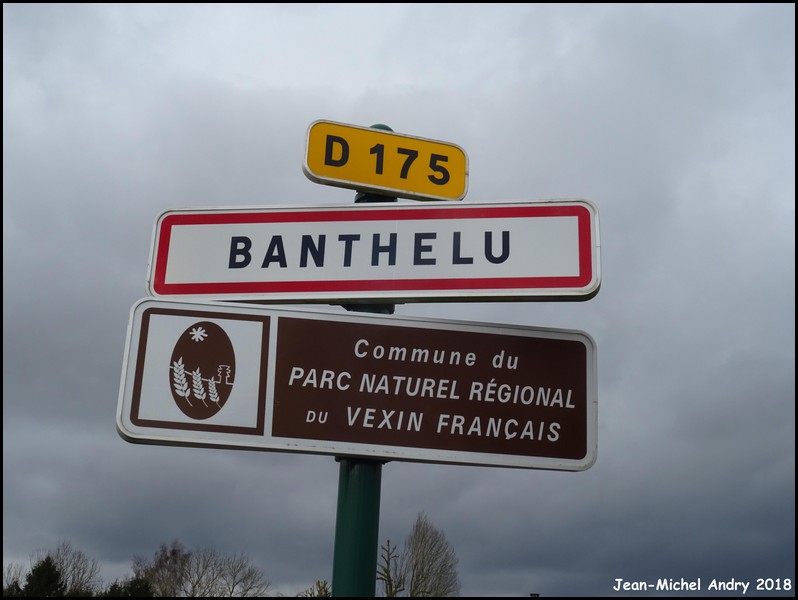 D 175
BANTHELU
Commune du
PARC NATUREL RÉGIONAL
DU VEXIN FRANÇAIS
Jean-Michel Andry 2018